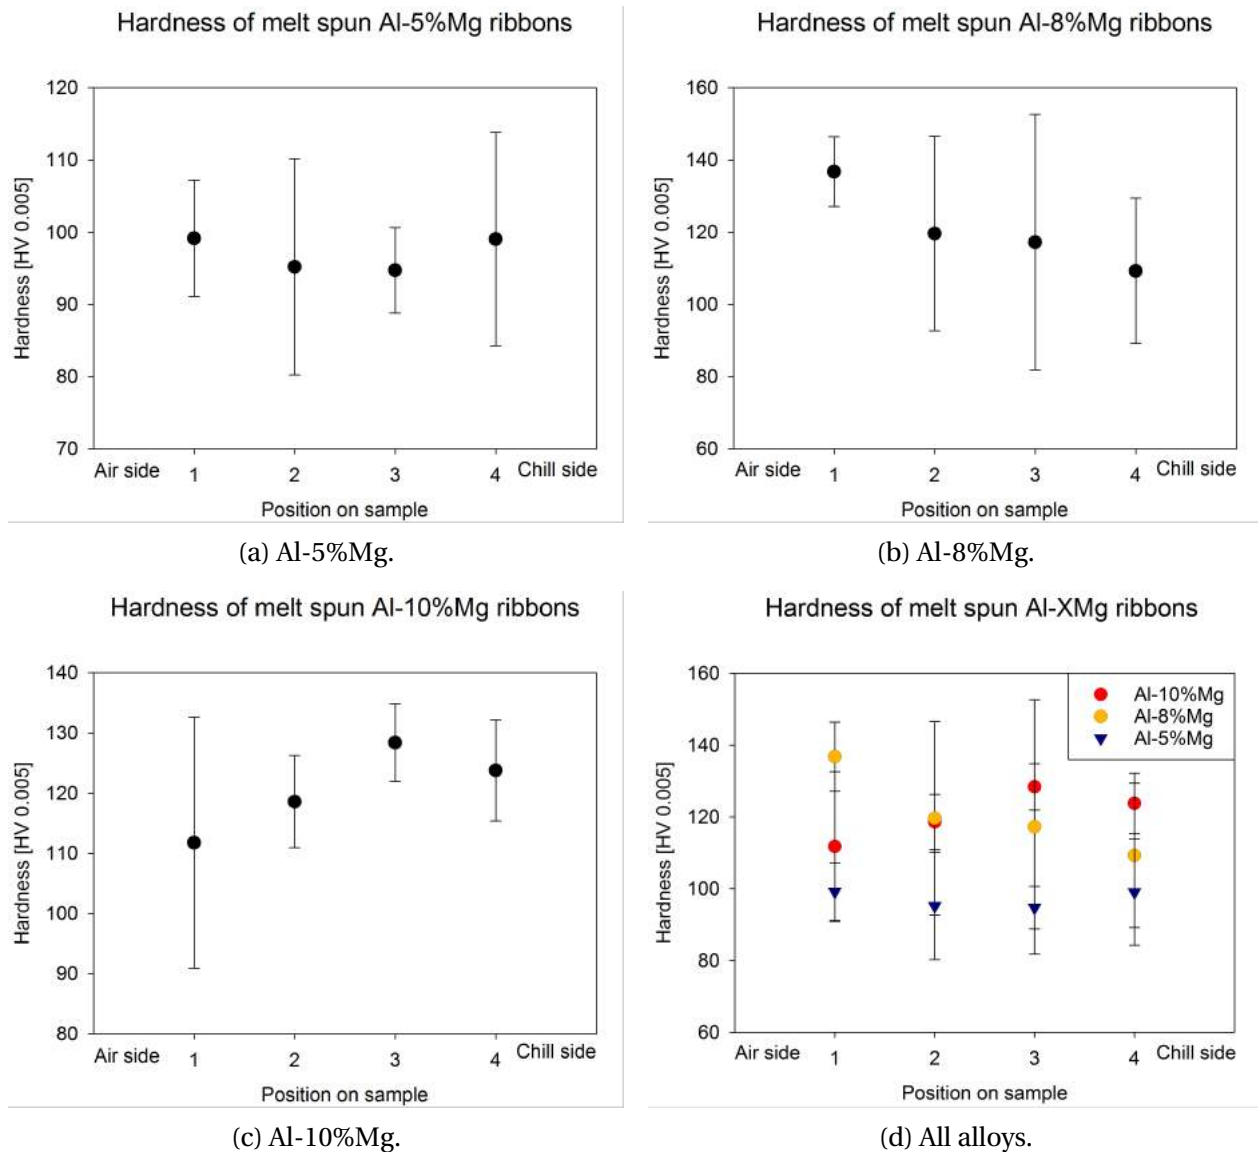 Hardness of melt spun Al-5%Mg ribbons
Hardness [HV 0.005]
120
110
100
90
80
70
Air side
1
2
3
4
Chill side
Position on sample
(a) Al-5%Mg.
Hardness of melt spun Al-8%Mg ribbons
Hardness [HV 0.005]
160
140
120
100
80
60
Air side
1
2
3
4
Chill side
Position on sample
(b) Al-8%Mg.
Hardness of melt spun Al-10%Mg ribbons
Hardness [HV 0.005]
140
130
120
110
100
90
80
Air side
1
2
3
4
Chill side
Position on sample
(c) Al-10%Mg.
Hardness of melt spun Al-XMg ribbons
Hardness [HV 0.005]
160
140
120
100
80
60
Al-10%Mg
Al-8%Mg
Al-5%Mg
Air side
1
2
3
4
Chill side
Position on sample
(d) All alloys.